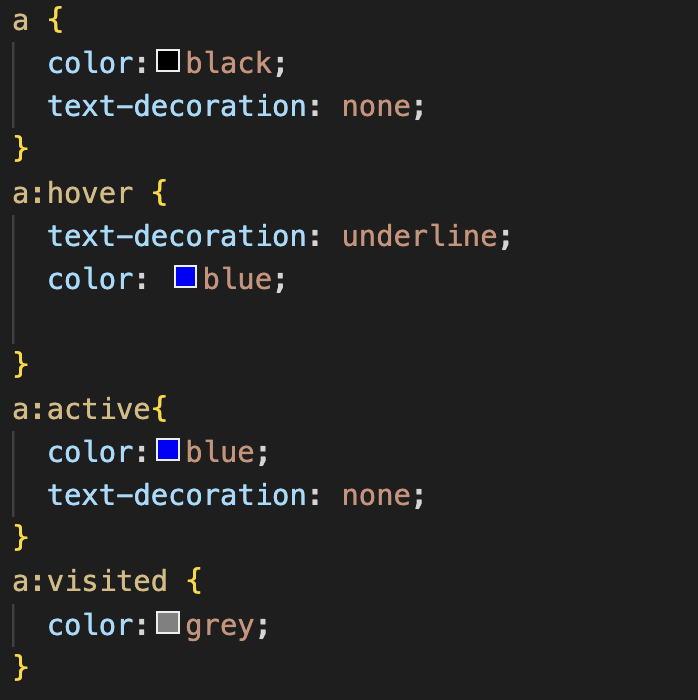 a {
color:black;
text-decoration: none;
}
a:hover {
text-decoration: underline;
color: blue;
}
a:active{
color:blue;
text-decoration: none;
}
a:visited {
color:grey;
}